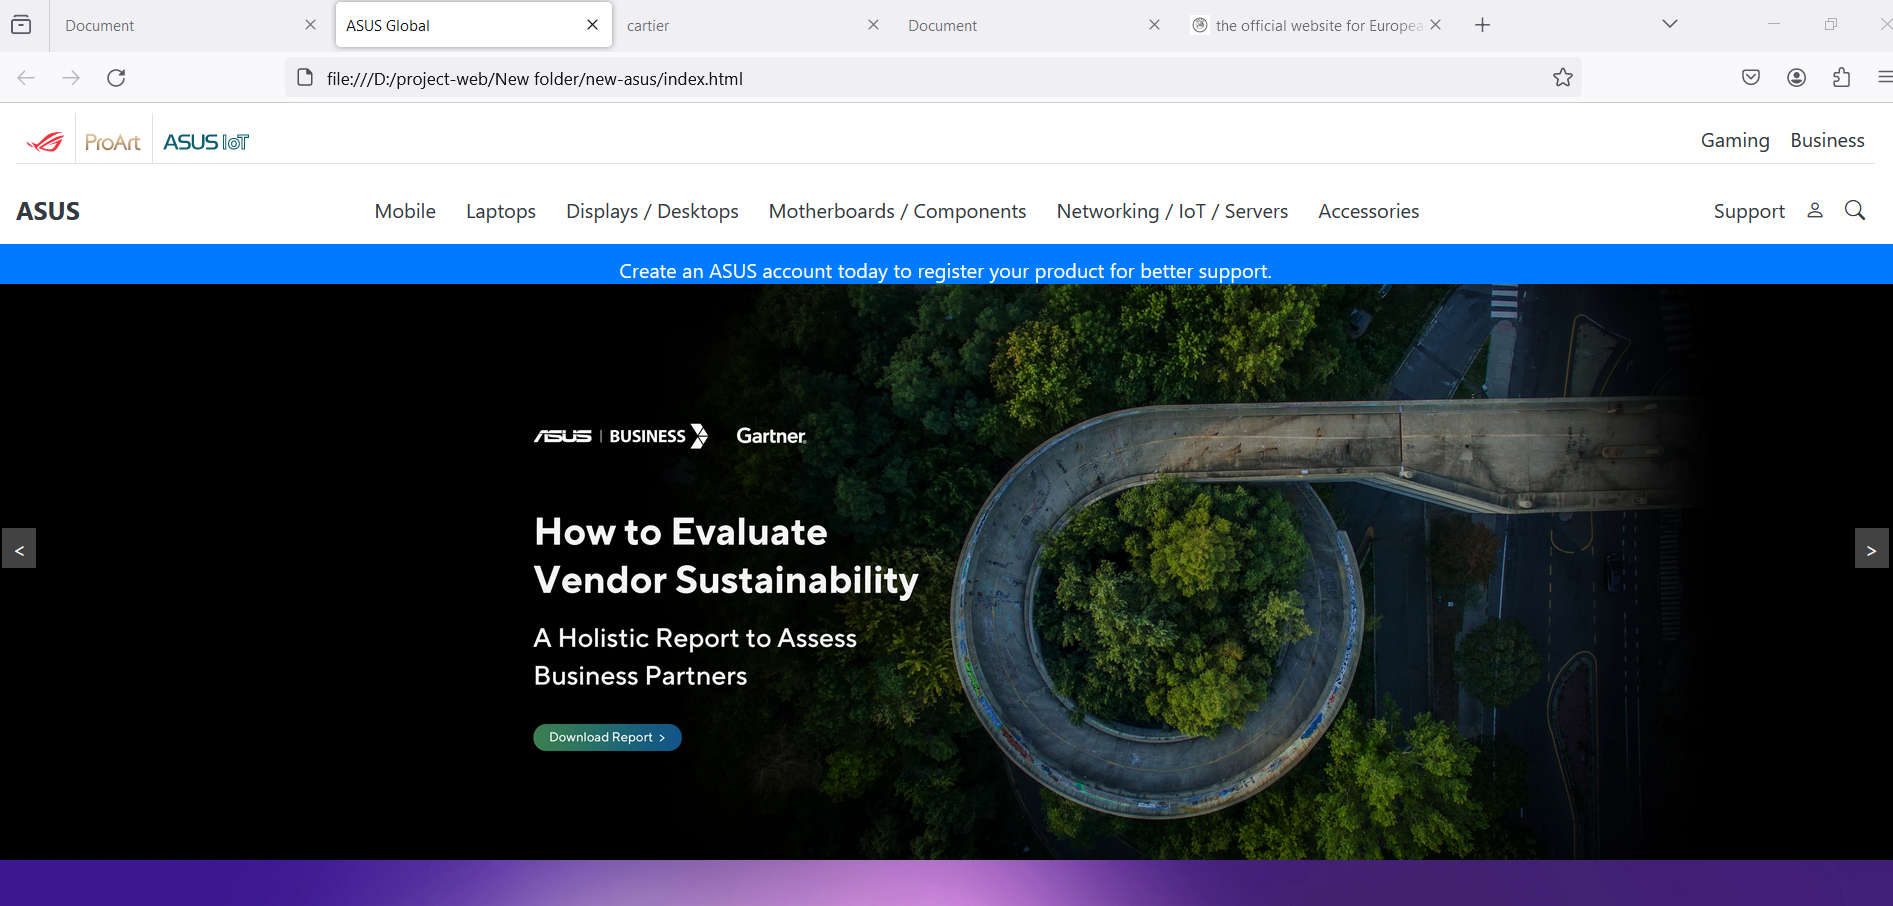 Document
ASUS Global
cartier
Document
the official website for Europea
file:///D:/project-web/New folder/new-asus/index.html
ProArt
ASUS IoT
Gaming
Business
ASUS
Mobile
Laptops
Displays / Desktops
Motherboards / Components
Networking / IoT / Servers
Accessories
Support
Create an ASUS account today to register your product for better support.
ASUS | BUSINESS
Gartner
How to Evaluate
Vendor Sustainability
A Holistic Report to Assess
Business Partners
<
>
Download Report >